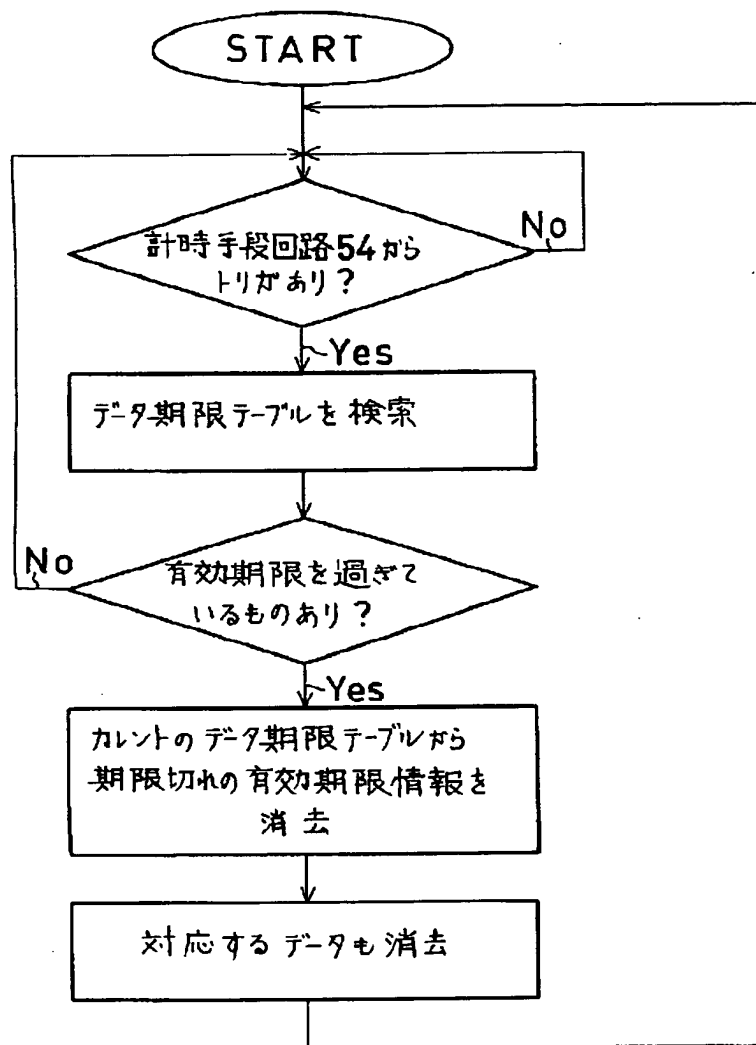 START
計時手段回路54から
トリガあり？
No
Yes
データ期限テーブルを検索
No
有効期限を過ぎて
いるものあり？
Yes
カレントのデータ期限テーブルから
期限切れの有効期限情報を
消去
対応するデータも消去